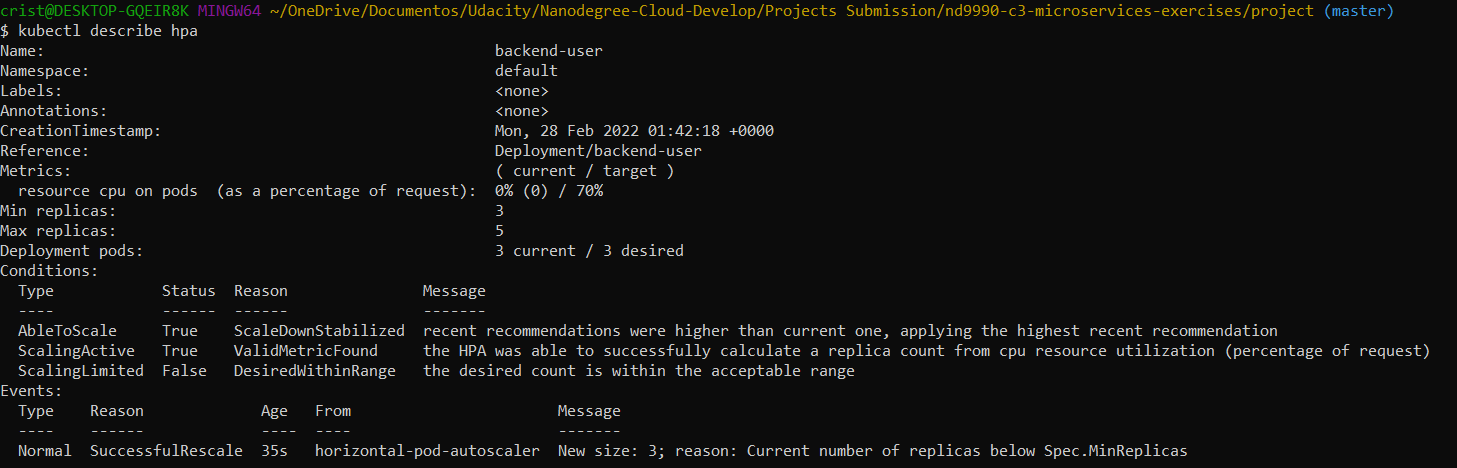 crist@DESKTOP-GQEIR8K MINGW64 ~/OneDrive/Documentos/Udacity/Nanodegree-Cloud-Develop/Projects Submission/nd9990-c3-microservices-exercises/project (master)
$ kubectl describe hpa
Name:                                                  backend-user
Namespace:                                             default
Labels:                                                <none>
Annotations:                                           <none>
CreationTimestamp:                                     Mon, 28 Feb 2022 01:42:18 +0000
Reference:                                             Deployment/backend-user
Metrics:                                               ( current / target )
  resource cpu on pods  (as a percentage of request):  0% (0) / 70%
Min replicas:                                          3
Max replicas:                                          5
Deployment pods:                                       3 current / 3 desired
Conditions:
  Type            Status  Reason               Message
  ----            ------  ------               -------
  AbleToScale     True    ScaleDownStabilized  recent recommendations were higher than current one, applying the highest recent recommendation
  ScalingActive   True    ValidMetricFound     the HPA was able to successfully calculate a replica count from cpu resource utilization (percentage of request)
  ScalingLimited  False   DesiredWithinRange   the desired count is within the acceptable range
Events:
  Type    Reason             Age   From                       Message
  ----    ------             ----  ----                       -------
  Normal  SuccessfulRescale  35s   horizontal-pod-autoscaler  New size: 3; reason: Current number of replicas below Spec.MinReplicas